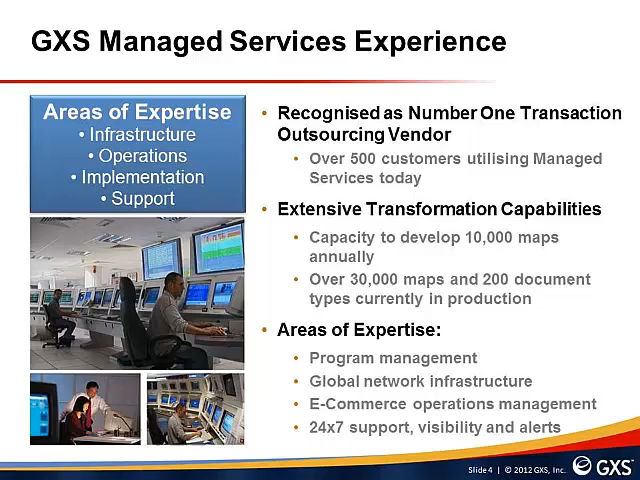 GXS Managed Services Experience
Areas of Expertise
• Infrastructure
• Operations
• Implementation
• Support
• Recognised as Number One Transaction
Outsourcing Vendor
• Over 500 customers utilising Managed
Services today
• Extensive Transformation Capabilities
• Capacity to develop 10,000 maps
annually
• Over 30,000 maps and 200 document
types currently in production
• Areas of Expertise:
• Program management
• Global network infrastructure
• E-Commerce operations management
• 24x7 support, visibility and alerts
Slide 4 | © 2012 GXS, Inc.
GXS